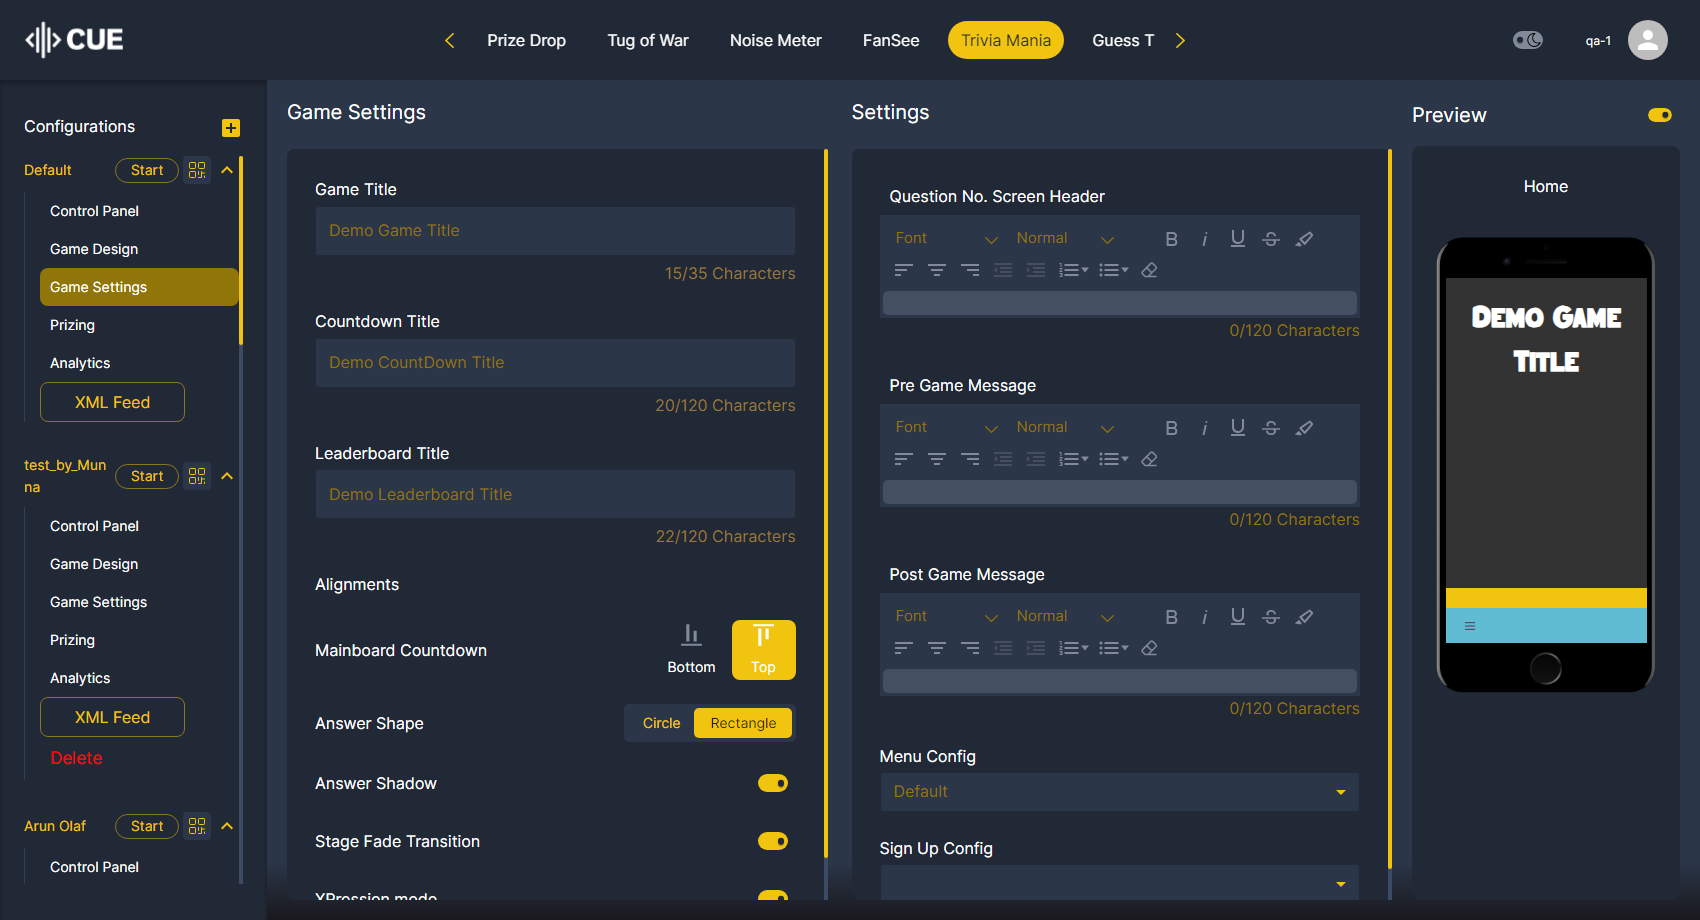 CUE
Prize Drop
Tug of War
Noise Meter
FanSee
Trivia Mania
Guess T
qa-1
Configurations
Default
Start
Control Panel
Game Design
Game Settings
Prizing
Analytics
XML Feed
test_by_Mun
na
Start
Control Panel
Game Design
Game Settings
Prizing
Analytics
XML Feed
Delete
Arun Olaf
Start
Control Panel
Game Settings
Game Title
Demo Game Title
15/35 Characters
Countdown Title
Demo CountDown Title
20/120 Characters
Leaderboard Title
Demo Leaderboard Title
22/120 Characters
Alignments
Mainboard Countdown
Bottom
Top
Answer Shape
Circle
Rectangle
Answer Shadow
Stage Fade Transition
XPression mode
Settings
Question No. Screen Header
Font
Normal
0/120 Characters
Pre Game Message
Font
Normal
0/120 Characters
Post Game Message
Font
Normal
0/120 Characters
Menu Config
Default
Sign Up Config
Preview
Home
Demo Game
Title